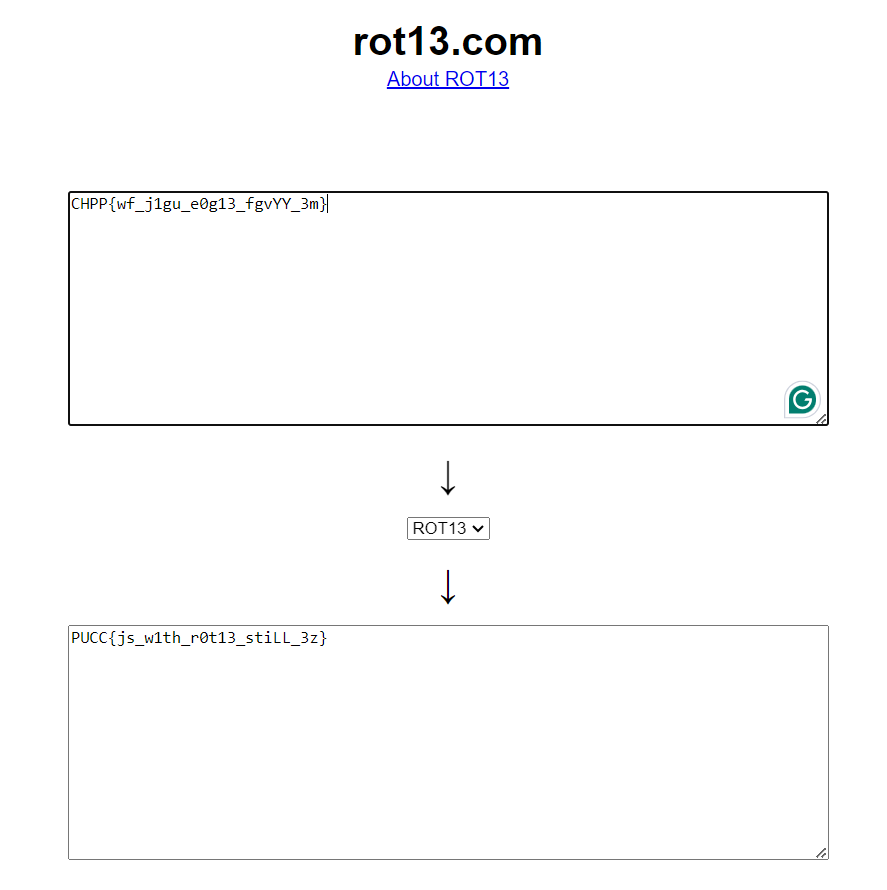 rot13.com
About ROT13
CHPP{wf_j1gu_e0g13_fgvYY_3m}
G
ROT13
PUCC{js_w1th_r0t13_stiLL_3z}